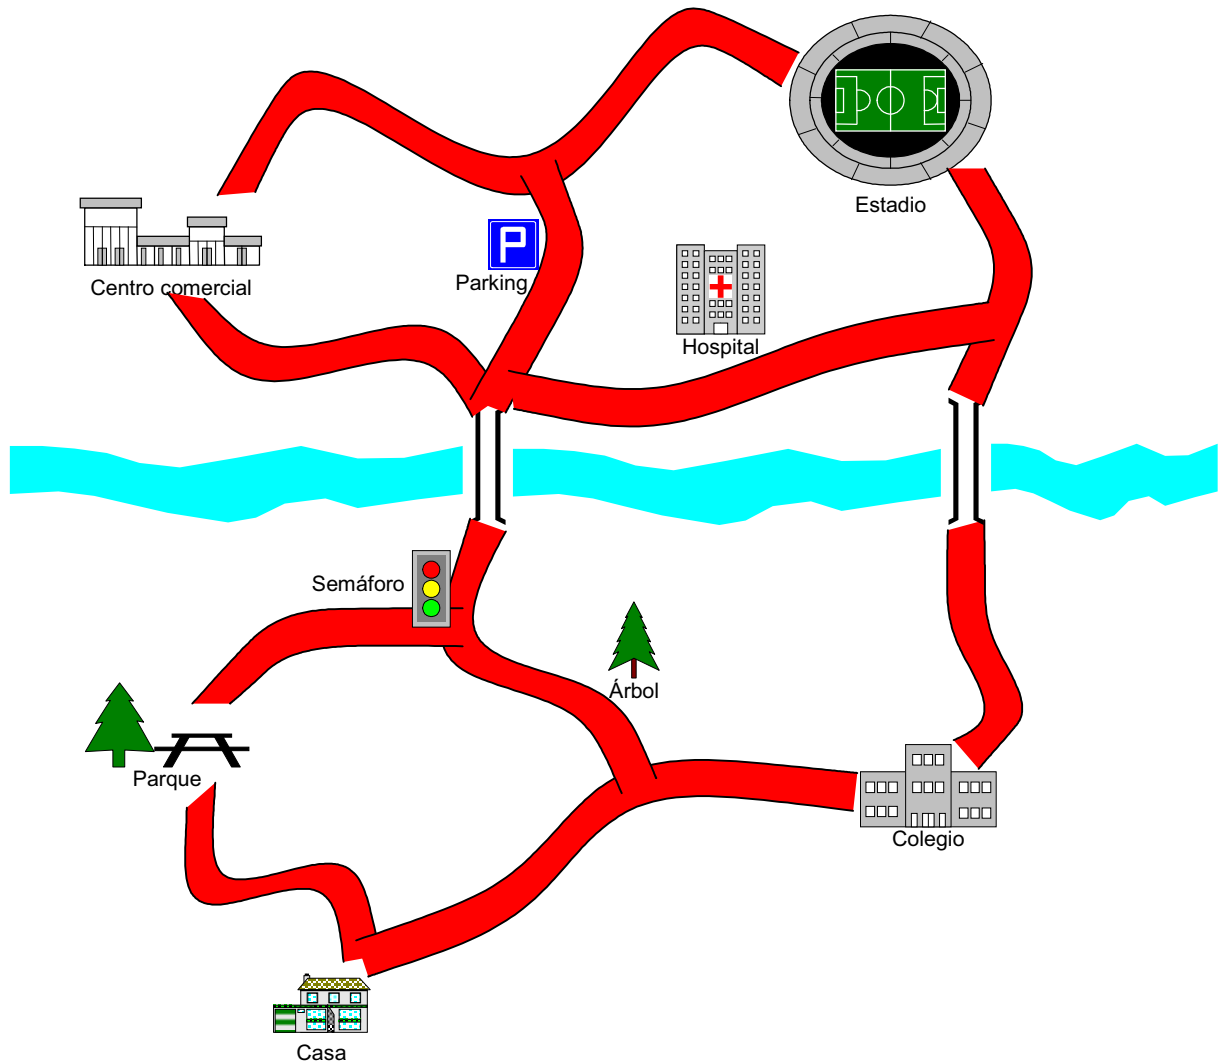 Estadio
P
Parking
Centro comercial
Hospital
Semáforo
Árbol
Parque
Colegio
Casa